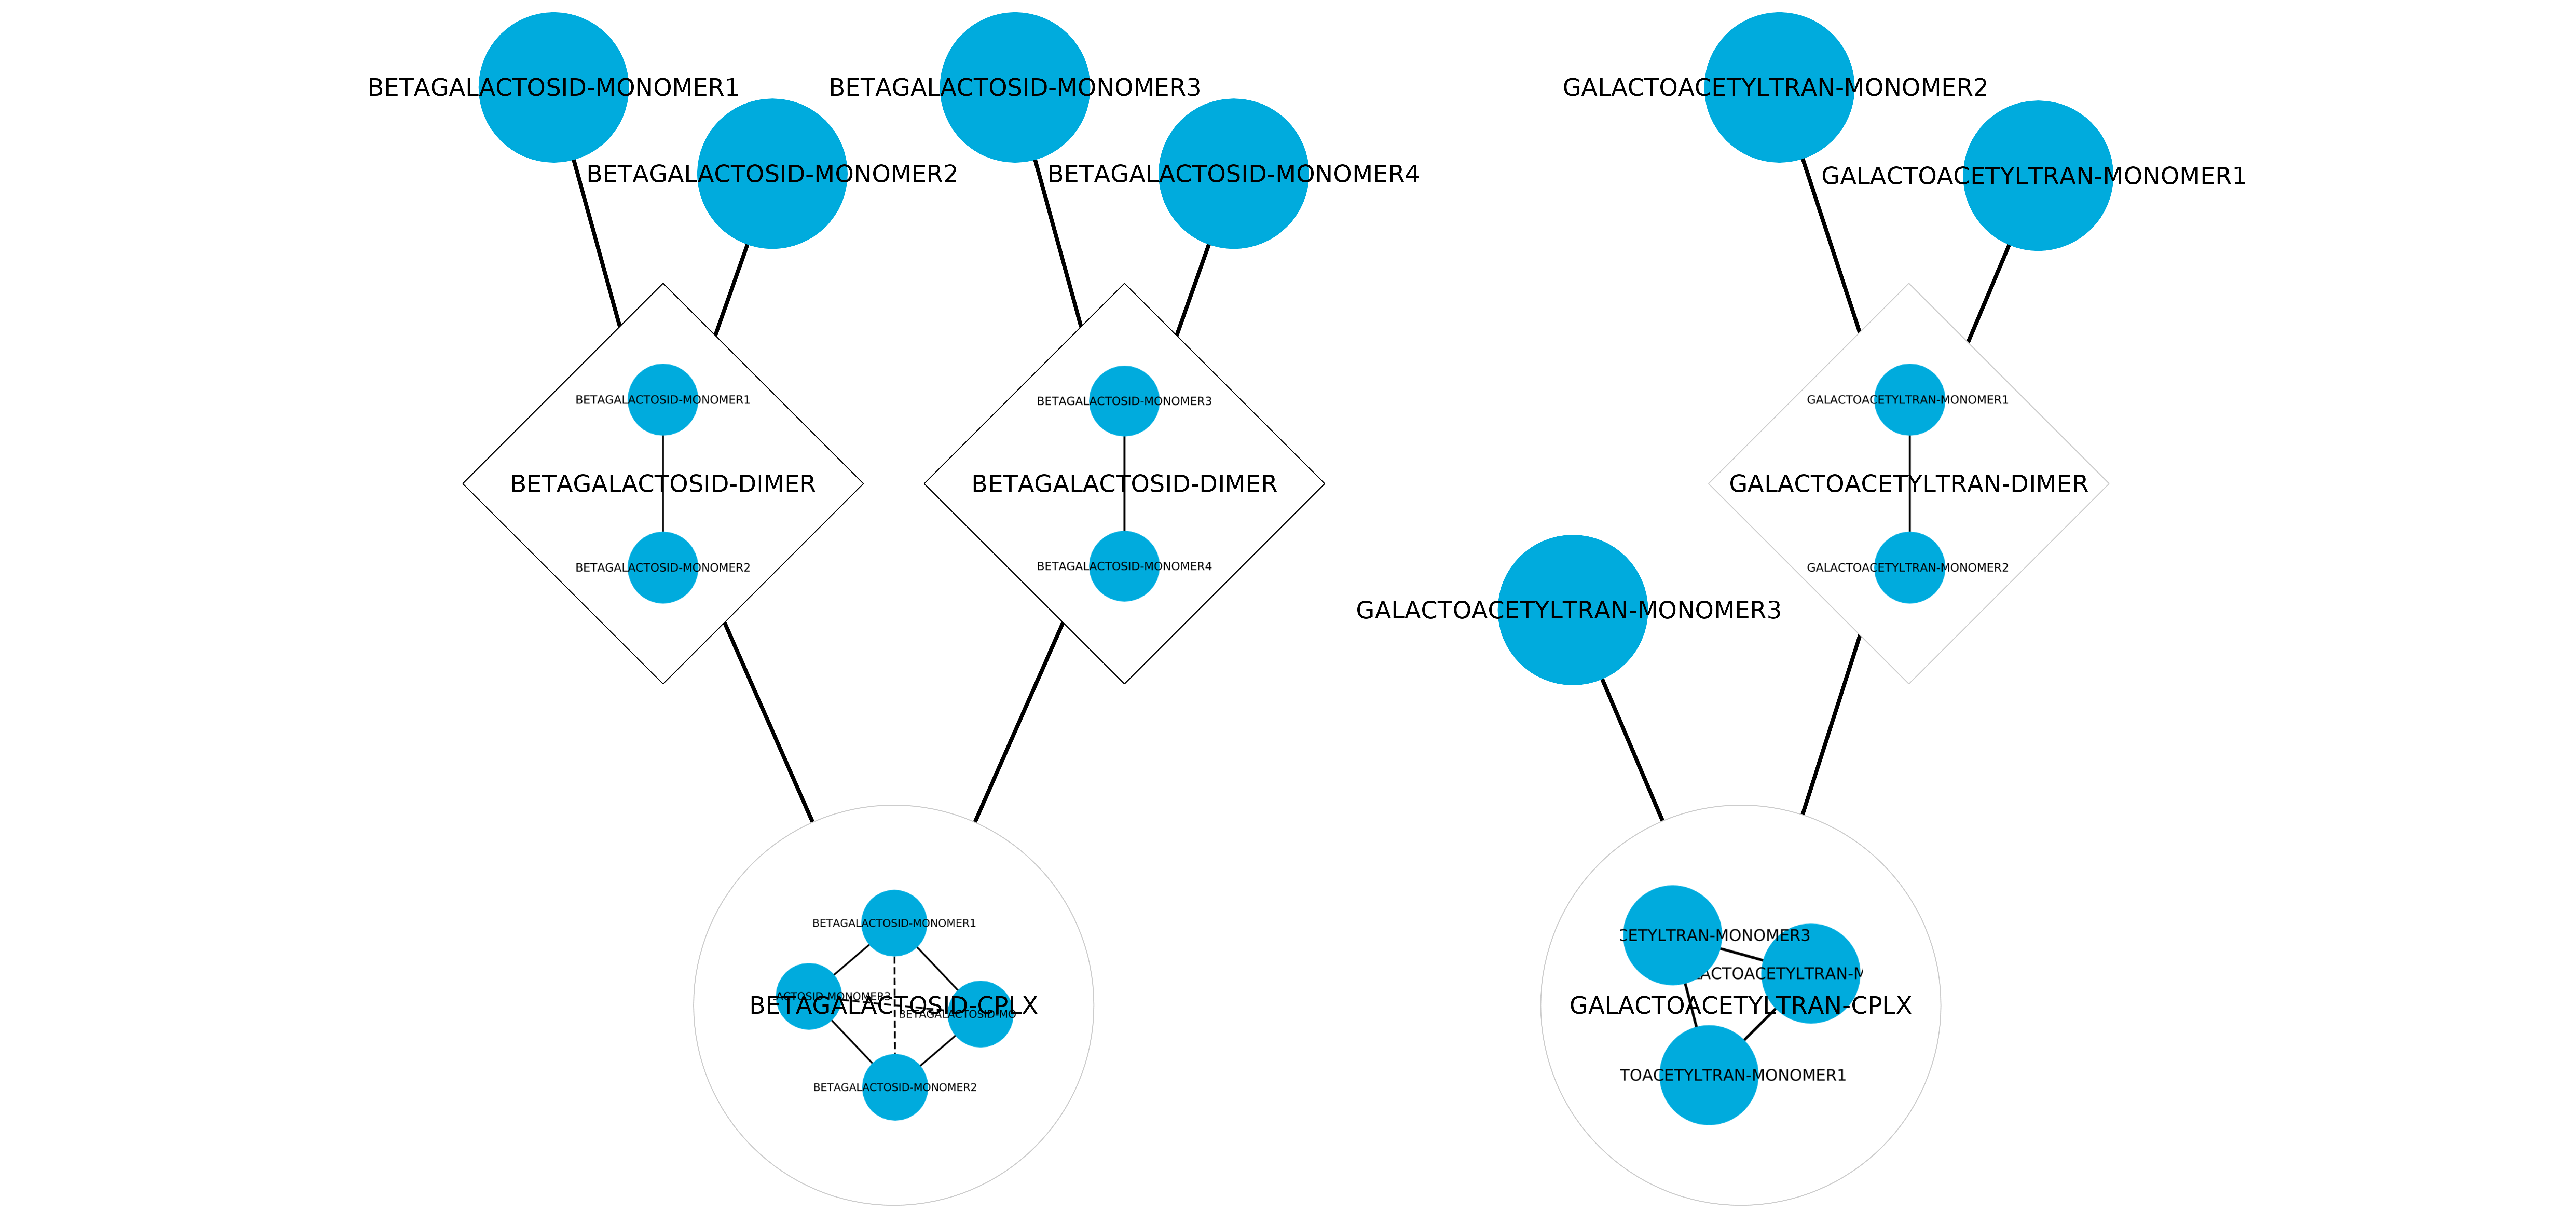 BETAGALACTOSID-MONOMER1
BETAGALACTOSID-MONOMER3
GALACTOACETYLTRAN-MONOMER2
BETAGALACTOSID-MONOMER2
BETAGALACTOSID-MONOMER4
GALACTOACETYLTRAN-MONOMER1
BETAGALACTOSID-MONOMER1
BETAGALACTOSID-DIMER
BETAGALACTOSID-MONOMER2
BETAGALACTOSID-MONOMER3
BETAGALACTOSID-DIMER
BETAGALACTOSID-MONOMER4
GALACTOACETYLTRAN-MONOMER1
GALACTOACETYLTRAN-DIMER
GALACTOACETYLTRAN-MONOMER2
GALACTOACETYLTRAN-MONOMER3
BETAGALACTOSID-MONOMER1
ACTOSID-MONOMER3
BETAGALACTOSID-CPLX
BETAGALACTOSID-MO
BETAGALACTOSID-MONOMER2
CETYLTRAN-MONOMER3
ACTOACETYLTRAN-M
GALACTOACETYLTRAN-CPLX
TOACETYLTRAN-MONOMER1